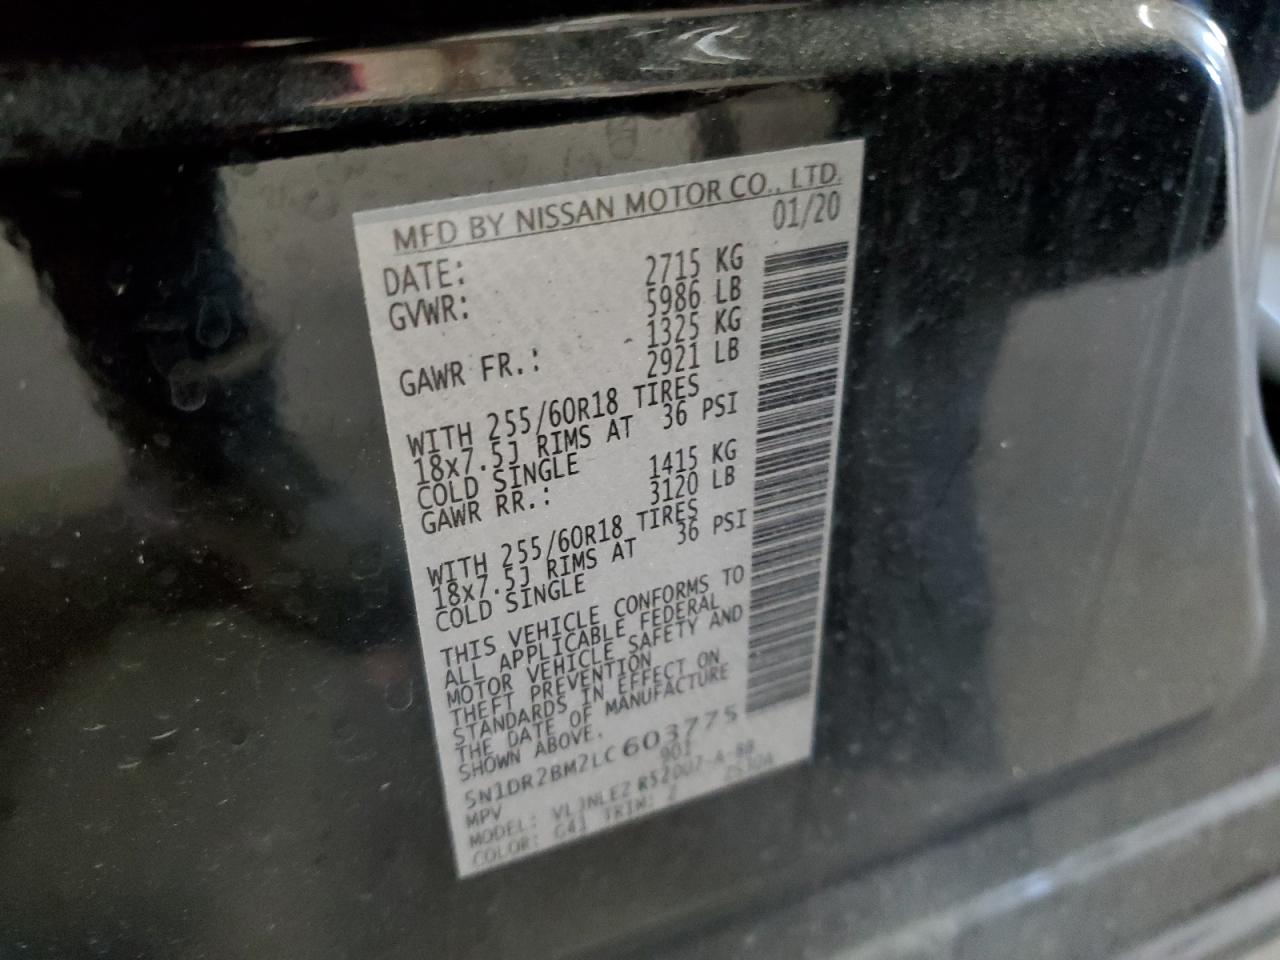 MFD BY NISSAN MOTOR CO., LTD.
DATE: 01/20
GVWR: 2715 KG
5986 LB
GAWR FR.: 1325 KG
2921 LB
WITH 255/60R18 TIRES
18x7.5J RIMS AT 36 PSI
COLD SINGLE
GAWR RR.: 1415 KG
3120 LB
WITH 255/60R18 TIRES
18x7.5J RIMS AT 36 PSI
COLD SINGLE
THIS VEHICLE CONFORMS TO
ALL APPLICABLE FEDERAL
MOTOR VEHICLE SAFETY AND
THEFT PREVENTION
STANDARDS IN EFFECT ON
THE DATE OF MANUFACTURE
SHOWN ABOVE.
5N1DR2BM2LC603775
MPV 901
MODEL:
COLOR: G41 TRIM: